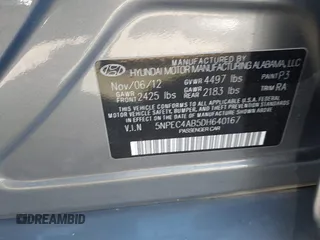 HYUNDAI MOTOR MANUFACTURING ALABAMA, LLC
Nov/06/12 GVWR 4497 lbs PAINT P3
GAWR FRONT 2425 lbs GAWR REAR 2183 lbs TRIM RA
THIS VEHICLE CONFORMS TO ALL APPLICABLE U.S.A. FEDERAL
MOTOR VEHICLE SAFETY, BUMPER, AND THEFT PREVENTION STANDARDS
IN EFFECT ON THE DATE OF MANUFACTURE SHOWN ABOVE.
V.I.N 5NPEC4AB5DH640167
PASSENGER CAR
© DREAMBID